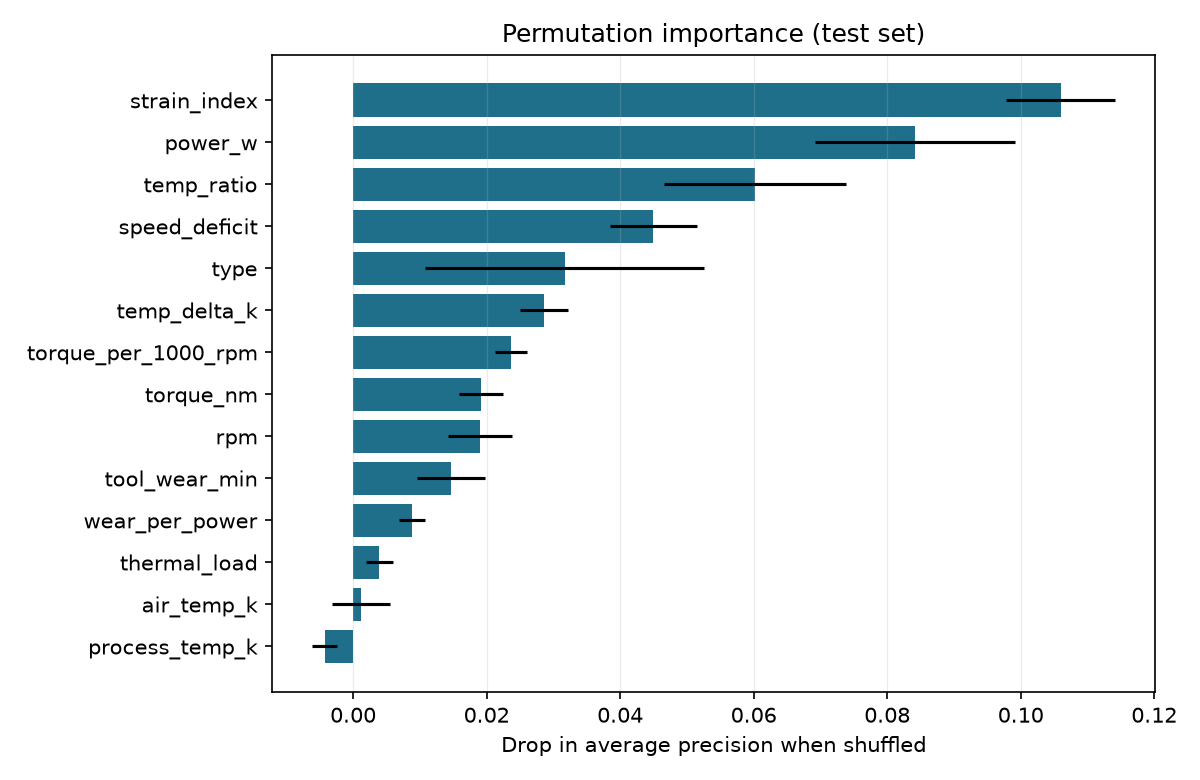 Permutation importance (test set)
strain_index
power_w
temp_ratio
speed_deficit
type
temp_delta_k
torque_per_1000_rpm
torque_nm
rpm
tool_wear_min
wear_per_power
thermal_load
air_temp_k
process_temp_k
0.00 0.02 0.04 0.06 0.08 0.10 0.12
Drop in average precision when shuffled